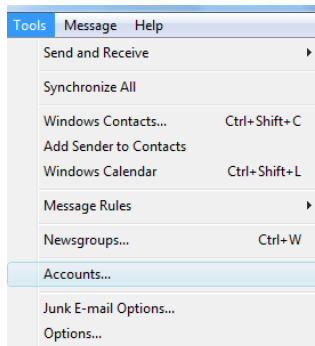 Tools Message Help
Send and Receive
Synchronize All
Windows Contacts... Ctrl+Shift+C
Add Sender to Contacts
Windows Calendar Ctrl+Shift+L
Message Rules
Newsgroups... Ctrl+W
Accounts...
Junk E-mail Options...
Options...